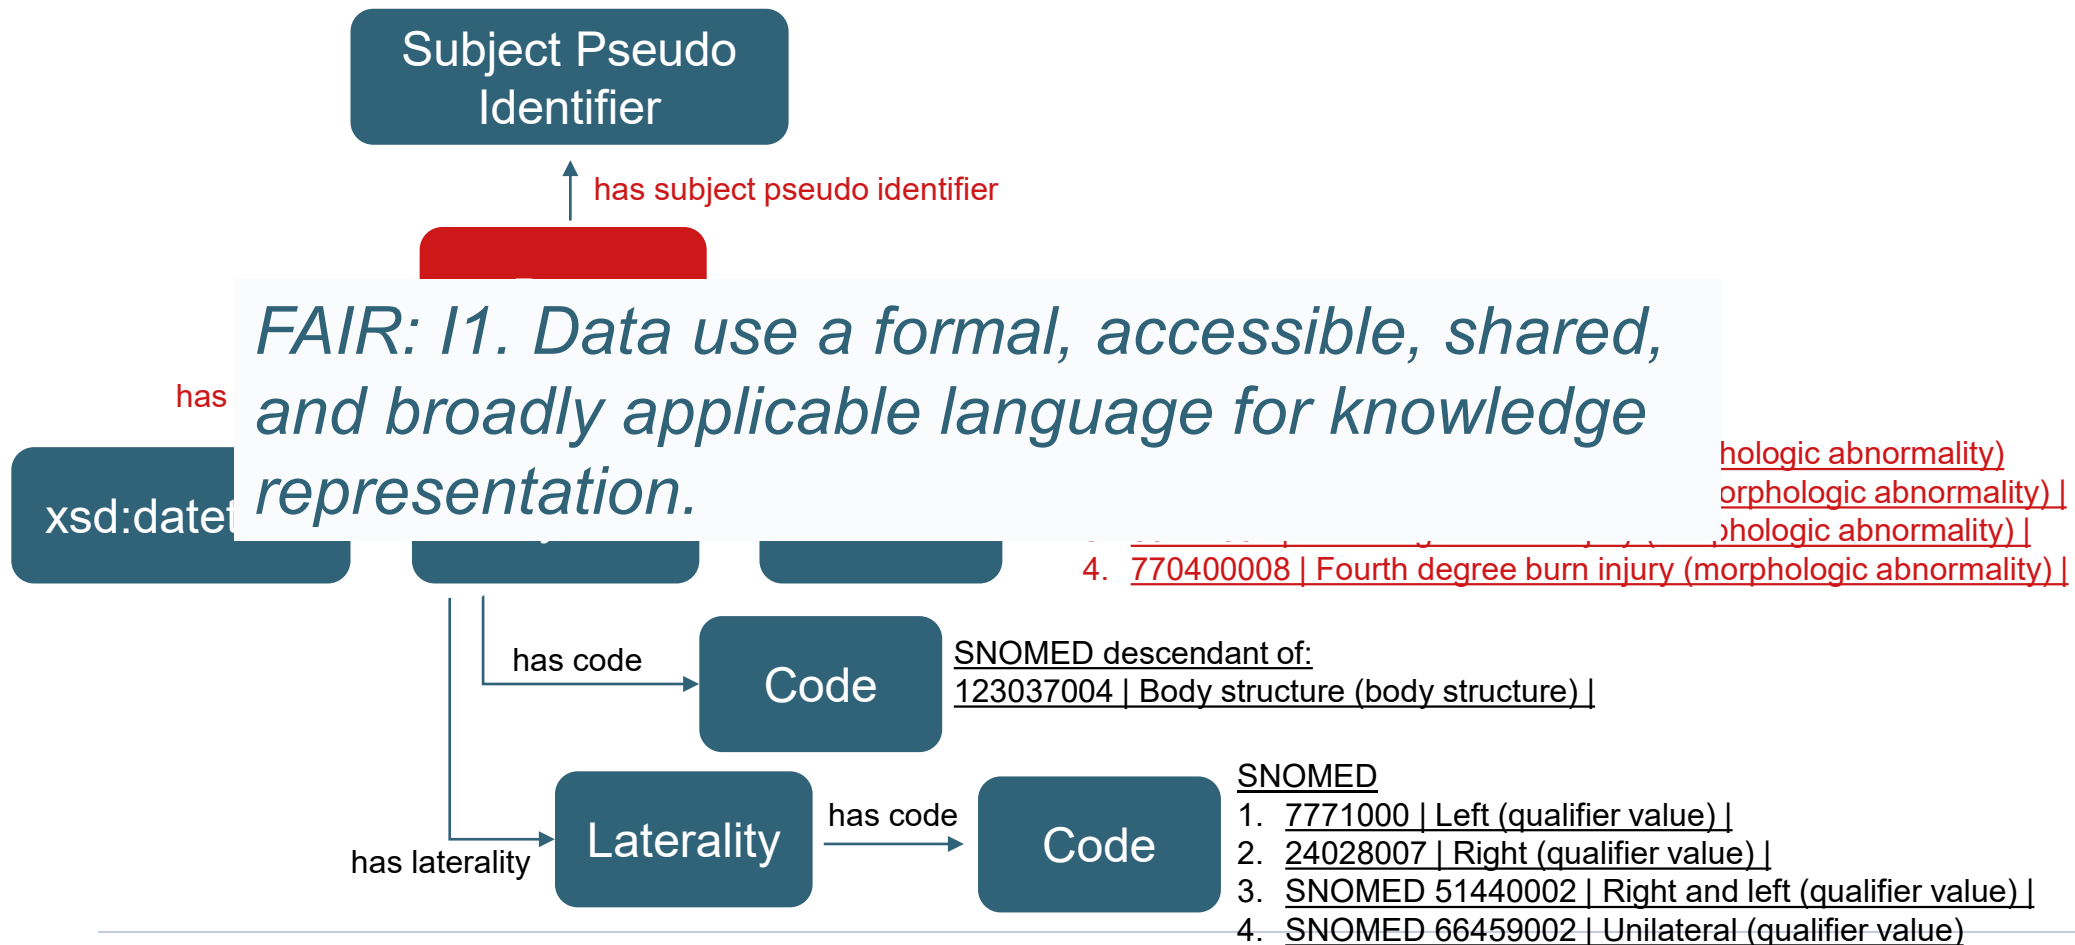 Subject Pseudo
Identifier
has subject pseudo identifier
FAIR: I1. Data use a formal, accessible, shared,
and broadly applicable language for knowledge
representation.
has
xsd:datet
hologic abnormality)
orphologic abnormality) |
phologic abnormality) |
4. 770400008 | Fourth degree burn injury (morphologic abnormality) |
has code
Code
SNOMED descendant of:
123037004 | Body structure (body structure) |
has laterality
Laterality
has code
Code
SNOMED
1. 7771000 | Left (qualifier value) |
2. 24028007 | Right (qualifier value) |
3. SNOMED 51440002 | Right and left (qualifier value) |
4. SNOMED 66459002 | Unilateral (qualifier value)